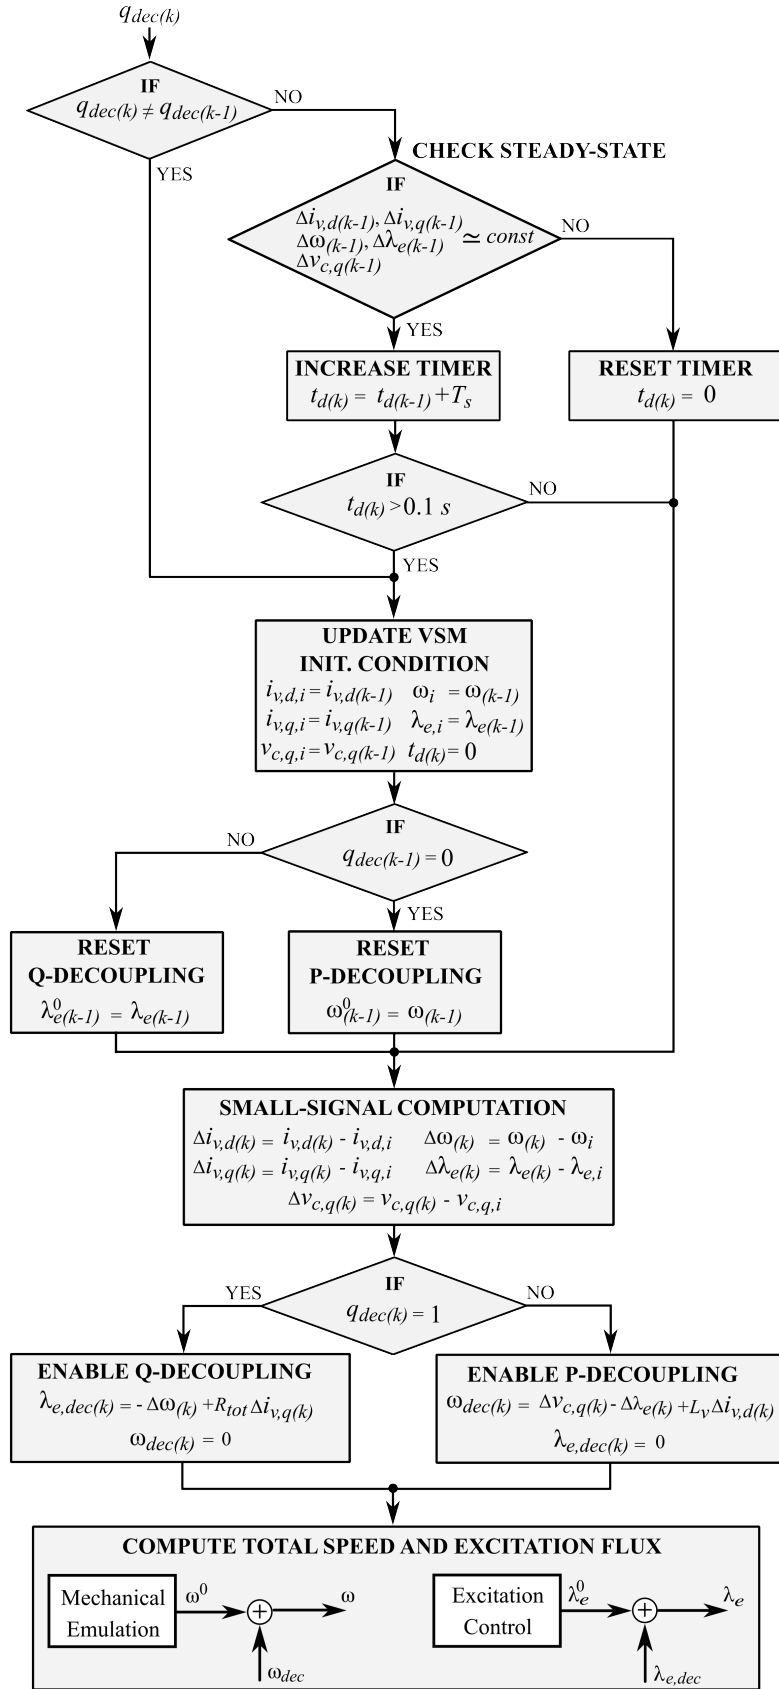 q_dec(k)
IF
q_dec(k) ≠ q_dec(k-1)
NO
YES
CHECK STEADY-STATE
IF
Δi_v,d(k-1), Δi_v,q(k-1)
Δω_(k-1), Δλ_e(k-1) ≃ const
Δv_c,q(k-1)
NO
YES
INCREASE TIMER
t_d(k) = t_d(k-1) + T_s
RESET TIMER
t_d(k) = 0
IF
t_d(k) > 0.1 s
NO
YES
UPDATE VSM
INIT. CONDITION
i_v,d,i = i_v,d(k-1) ω_i = ω_(k-1)
i_v,q,i = i_v,q(k-1) λ_e,i = λ_e(k-1)
v_c,q,i = v_c,q(k-1) t_d(k) = 0
IF
q_dec(k-1) = 0
NO
YES
RESET
Q-DECOUPLING
λ^0_e(k-1) = λ_e(k-1)
RESET
P-DECOUPLING
ω^0_(k-1) = ω_(k-1)
SMALL-SIGNAL COMPUTATION
Δi_v,d(k) = i_v,d(k) - i_v,d,i Δω_(k) = ω_(k) - ω_i
Δi_v,q(k) = i_v,q(k) - i_v,q,i Δλ_e(k) = λ_e(k) - λ_e,i
Δv_c,q(k) = v_c,q(k) - v_c,q,i
IF
q_dec(k) = 1
YES
NO
ENABLE Q-DECOUPLING
λ_e,dec(k) = - Δω_(k) + R_tot Δi_v,q(k)
ω_dec(k) = 0
ENABLE P-DECOUPLING
ω_dec(k) = Δv_c,q(k) - Δλ_e(k) + L_v Δi_v,d(k)
λ_e,dec(k) = 0
COMPUTE TOTAL SPEED AND EXCITATION FLUX
Mechanical
Emulation
ω^0
+
ω
ω_dec
Excitation
Control
λ^0_e
+
λ_e
λ_e,dec